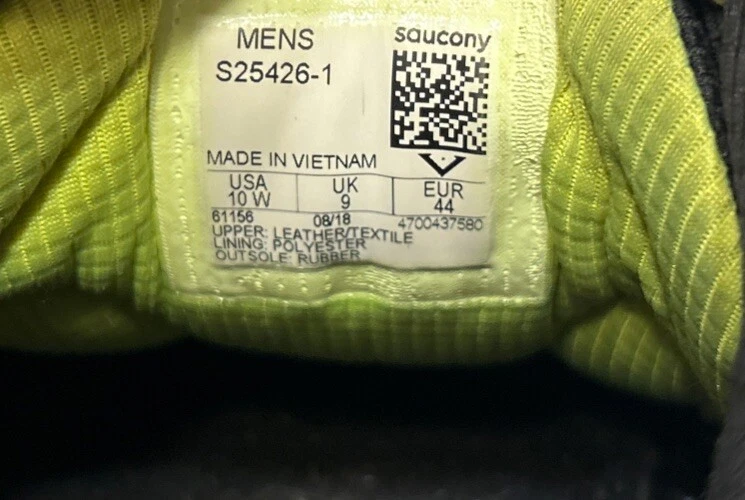 MENS
saucony
S25426-1
MADE IN VIETNAM
USA UK EUR
10 W 9 44
61156 08/18 4700437580
UPPER: LEATHER/TEXTILE
LINING: POLYESTER
OUTSOLE: RUBBER